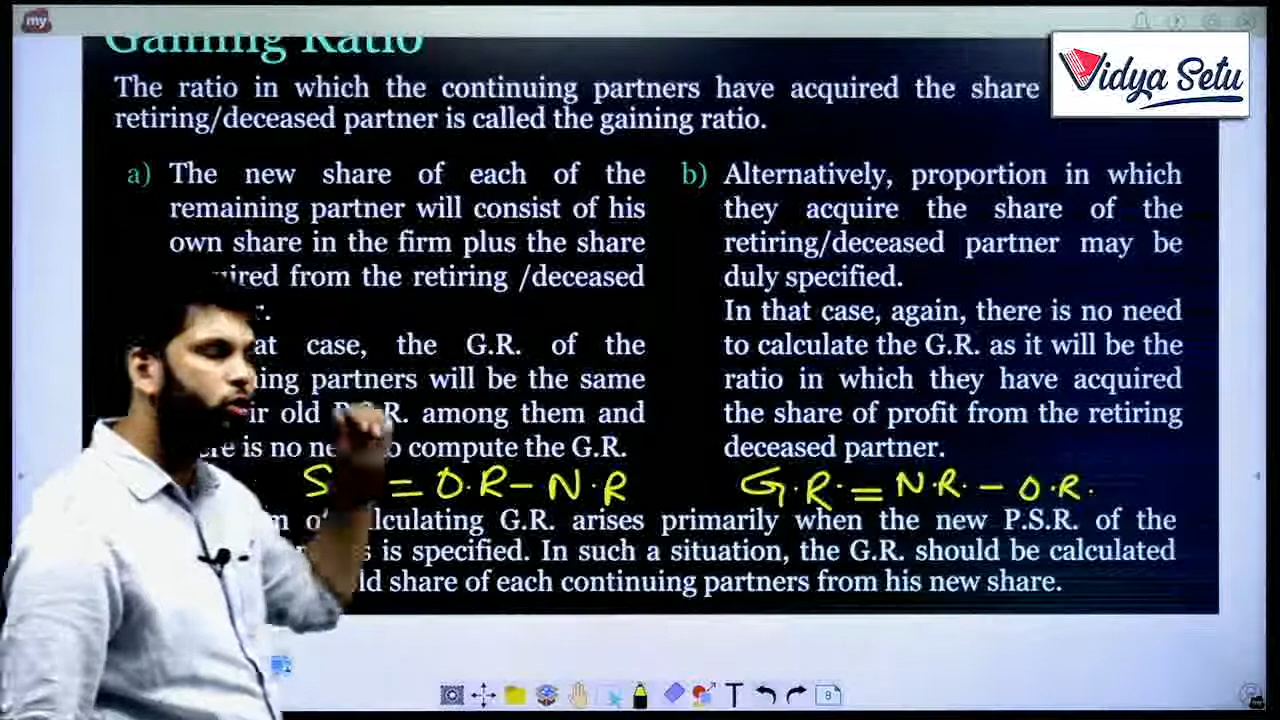 my
Gaining Ratio
Vidya Setu
The ratio in which the continuing partners have acquired the share
retiring/deceased partner is called the gaining ratio.
a) The new share of each of the
remaining partner will consist of his
own share in the firm plus the share
from the retiring /deceased
case, the G.R. of the
partners will be the same
old among them and
is no compute the G.R.
= O.R - N.R
b) Alternatively, proportion in which
they acquire the share of the
retiring/deceased partner may be
duly specified.
In that case, again, there is no need
to calculate the G.R. as it will be the
ratio in which they have acquired
the share of profit from the retiring
deceased partner.
G.R. = N.R. - O.R.
G.R. arises primarily when the new P.S.R. of the
is specified. In such a situation, the G.R. should be calculated
share of each continuing partners from his new share.
T
8